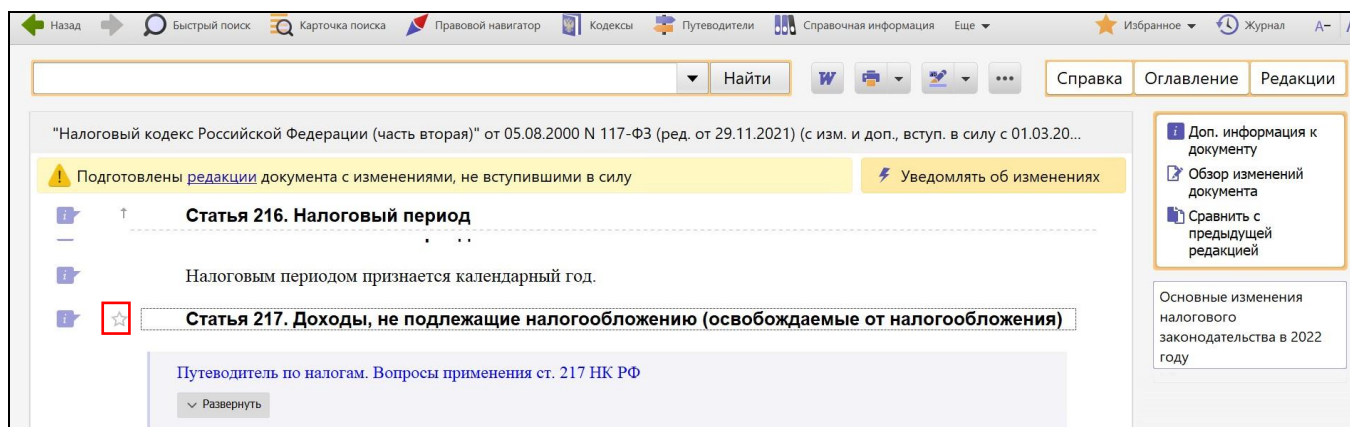 Назад Быстрый поиск Карточка поиска Правовой навигатор Кодексы Путеводители Справочная информация Еще Избранное Журнал А−
Найти W Справка Оглавление Редакции
"Налоговый кодекс Российской Федерации (часть вторая)" от 05.08.2000 N 117-ФЗ (ред. от 29.11.2021) (с изм. и доп., вступ. в силу с 01.03.20...
Подготовлены редакции документа с изменениями, не вступившими в силу
Уведомлять об изменениях
i Доп. информация к
документу
Обзор изменений
документа
Сравнить с
предыдущей
редакцией
Статья 216. Налоговый период
Налоговым периодом признается календарный год.
Статья 217. Доходы, не подлежащие налогообложению (освобождаемые от налогообложения)
Основные изменения
налогового
законодательства в 2022
году
Путеводитель по налогам. Вопросы применения ст. 217 НК РФ
Развернуть